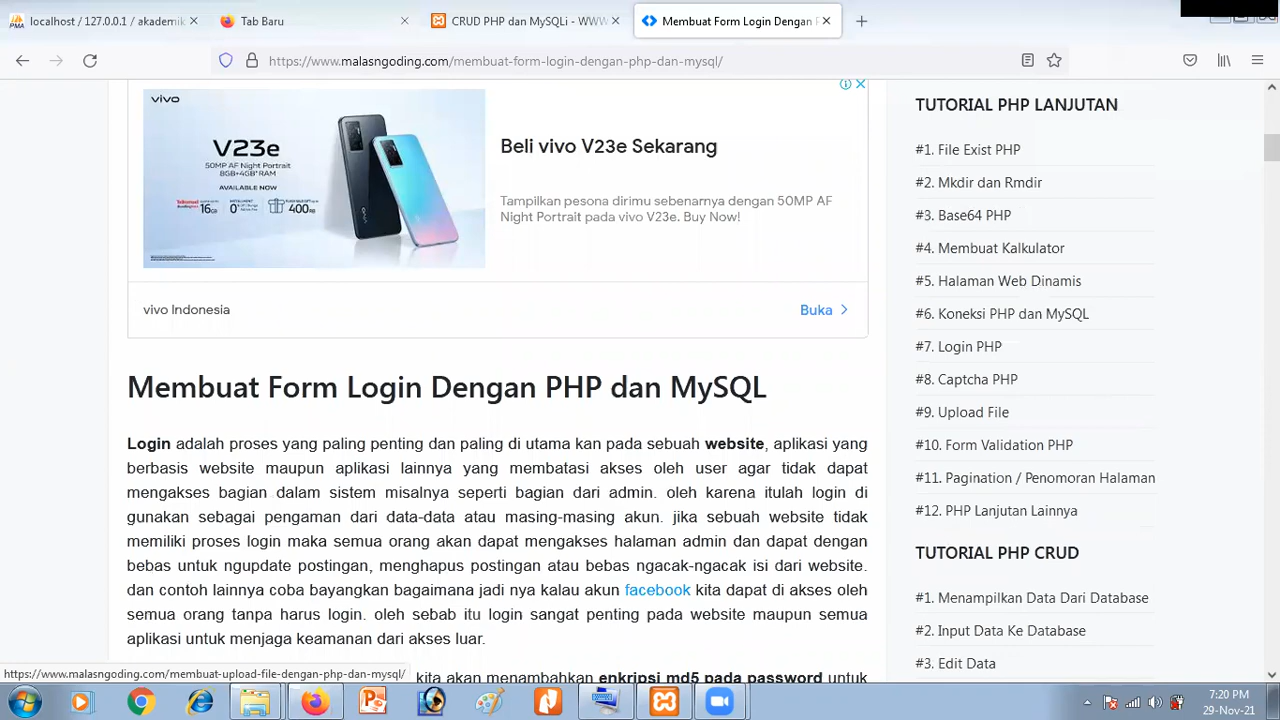 localhost / 127.0.0.1 / akademik
Tab Baru
CRUD PHP dan MySQLi - WWW
Membuat Form Login Dengan P
https://www.malasngoding.com/membuat-form-login-dengan-php-dan-mysql/
vivo
V23e
50MP AF Night Portrait
8GB+4GB* RAM
AVAILABLE NOW
Beli vivo V23e Sekarang
Tampilkan pesona dirimu sebenarnya dengan 50MP AF
Night Portrait pada vivo V23e. Buy Now!
vivo Indonesia
Buka
Membuat Form Login Dengan PHP dan MySQL
Login adalah proses yang paling penting dan paling di utama kan pada sebuah website, aplikasi yang
berbasis website maupun aplikasi lainnya yang membatasi akses oleh user agar tidak dapat
mengakses bagian dalam sistem misalnya seperti bagian dari admin. oleh karena itulah login di
gunakan sebagai pengaman dari data-data atau masing-masing akun. jika sebuah website tidak
memiliki proses login maka semua orang akan dapat mengakses halaman admin dan dapat dengan
bebas untuk ngupdate postingan, menghapus postingan atau bebas ngacak-ngacak isi dari website.
dan contoh lainnya coba bayangkan bagaimana jadi nya kalau akun facebook kita dapat di akses oleh
semua orang tanpa harus login. oleh sebab itu login sangat penting pada website maupun semua
aplikasi untuk menjaga keamanan dari akses luar.
kita akan menambahkan enkripsi md5 pada password untuk
TUTORIAL PHP LANJUTAN
#1. File Exist PHP
#2. Mkdir dan Rmdir
#3. Base64 PHP
#4. Membuat Kalkulator
#5. Halaman Web Dinamis
#6. Koneksi PHP dan MySQL
#7. Login PHP
#8. Captcha PHP
#9. Upload File
#10. Form Validation PHP
#11. Pagination / Penomoran Halaman
#12. PHP Lanjutan Lainnya
TUTORIAL PHP CRUD
#1. Menampilkan Data Dari Database
#2. Input Data Ke Database
#3. Edit Data
https://www.malasngoding.com/membuat-upload-file-dengan-php-dan-mysql/
7:20 PM
29-Nov-21